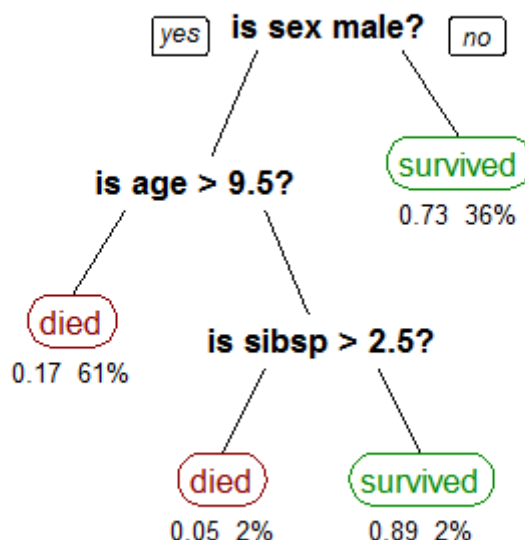 yes is sex male? no
survived
is age > 9.5?
0.73 36%
died
is sibsp > 2.5?
0.17 61%
died survived
0.05 2% 0.89 2%